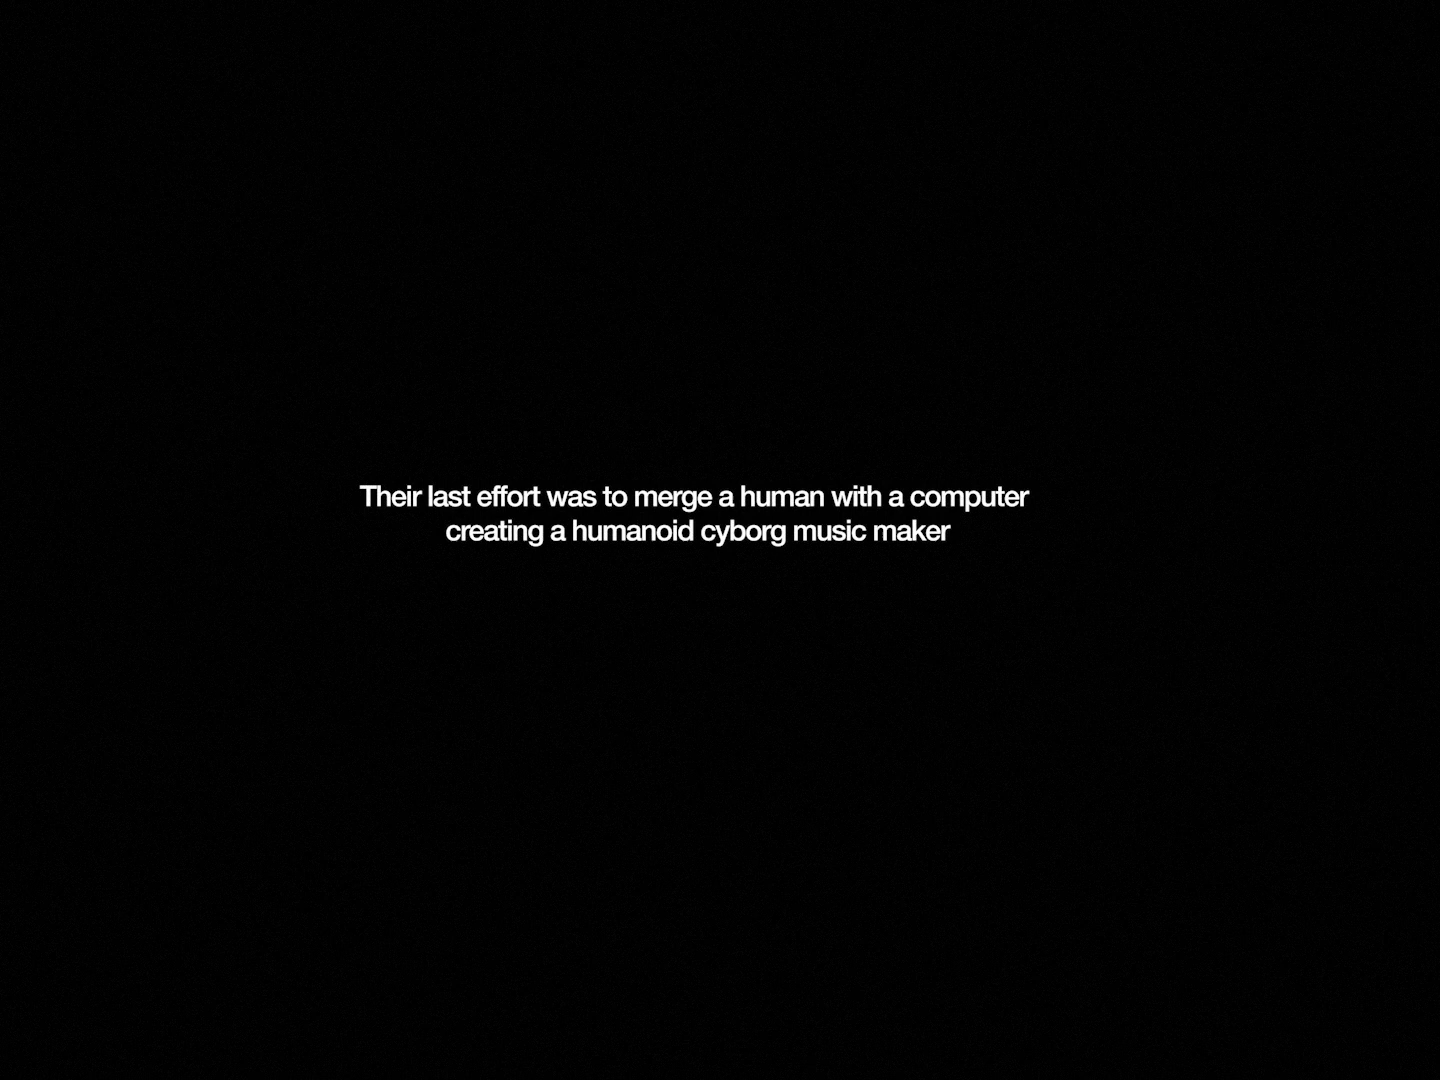 Their last effort was to merge a human with a computer
creating a humanoid cyborg music maker